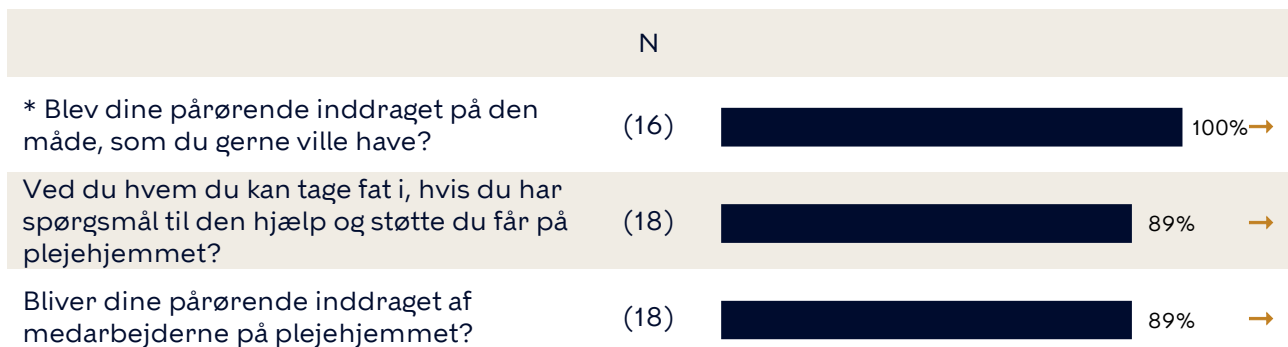 N
* Blev dine pårørende inddraget på den
måde, som du gerne ville have?
(16)
100%→
Ved du hvem du kan tage fat i, hvis du har
spørgsmål til den hjælp og støtte du får på
plejehjemmet?
(18)
89% →
Bliver dine pårørende inddraget af
medarbejderne på plejehjemmet?
(18)
89% →